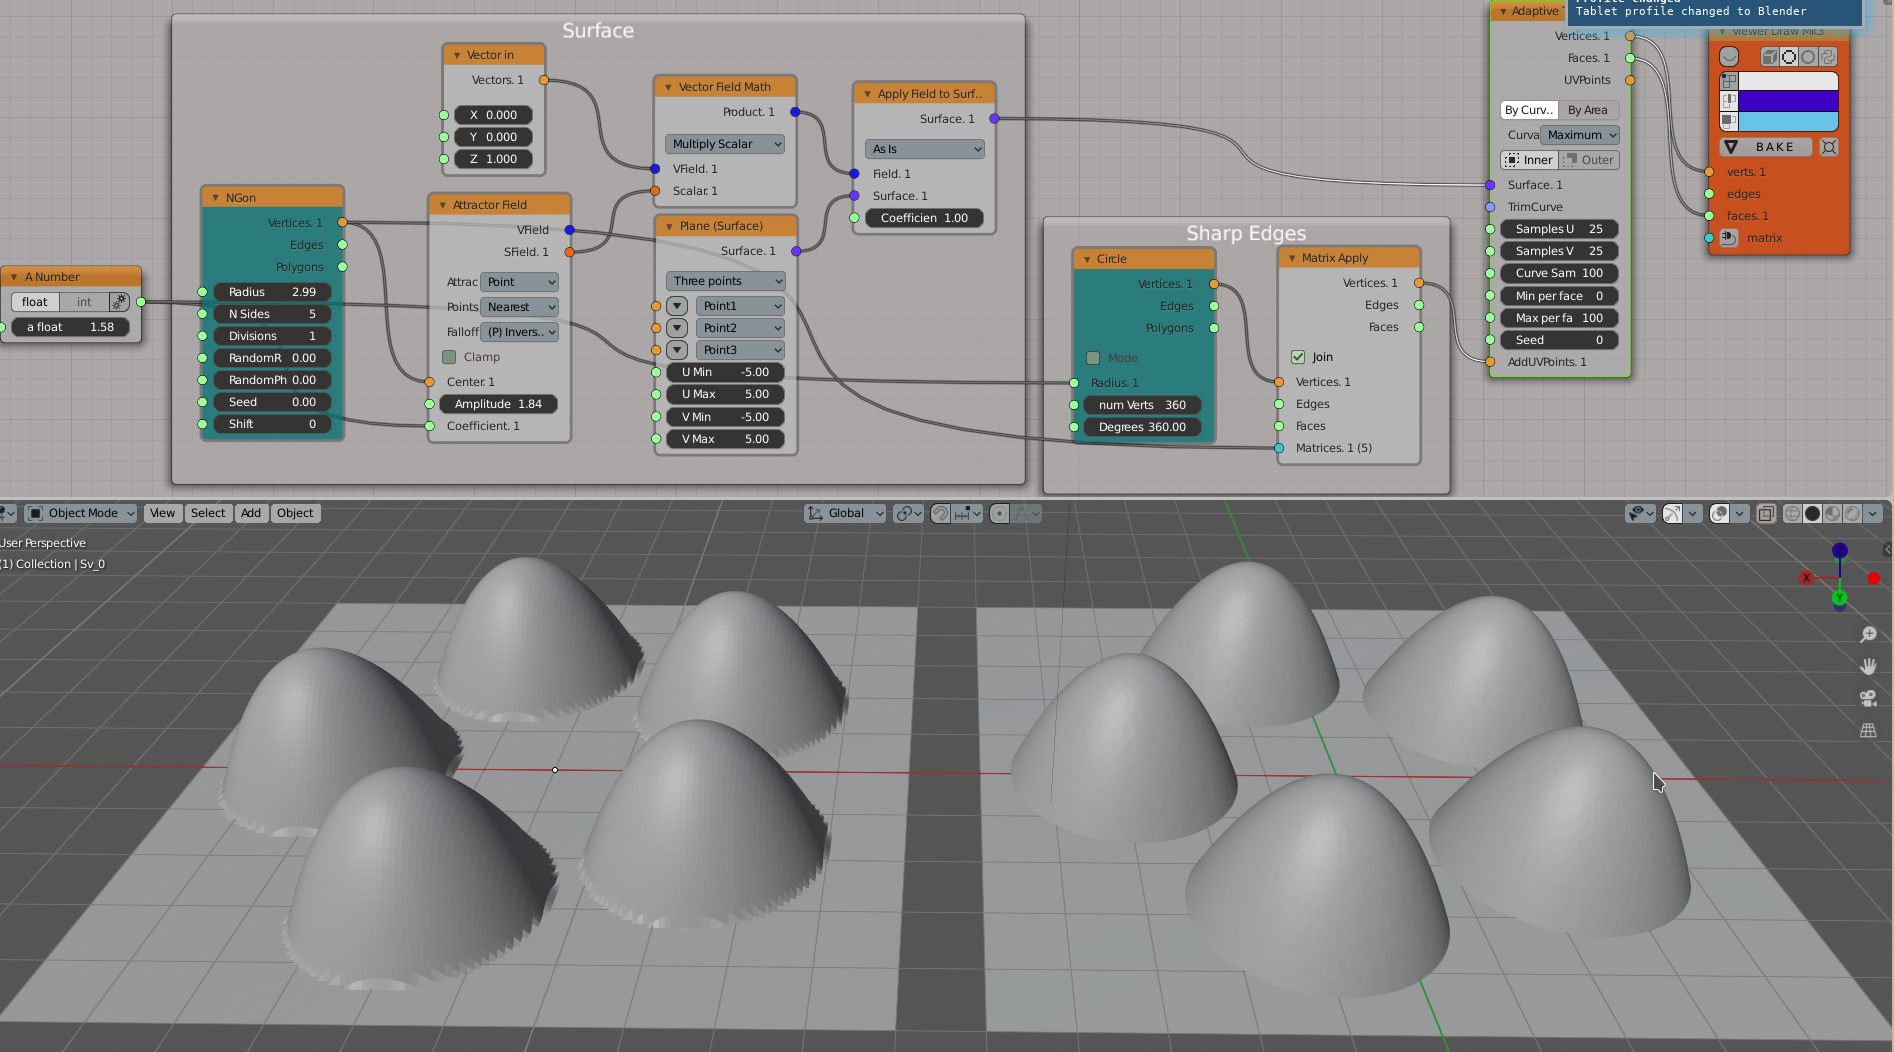 Profile changed
Tablet profile changed to Blender
Surface
Vector in
Vectors. 1
X 0.000
Y 0.000
Z 1.000
Vector Field Math
Product. 1
Multiply Scalar
VField. 1
Scalar. 1
Apply Field to Surf..
Surface. 1
As Is
Field. 1
Surface. 1
Coefficien 1.00
A Number
float int
a float 1.58
NGon
Vertices. 1
Edges
Polygons
Radius 2.99
N Sides 5
Divisions 1
RandomR 0.00
RandomPh 0.00
Seed 0.00
Shift 0
Attractor Field
VField
SField. 1
Attrac Point
Points Nearest
Falloff (P) Invers..
Clamp
Center. 1
Amplitude 1.84
Coefficient. 1
Plane (Surface)
Surface. 1
Three points
Point1
Point2
Point3
U Min -5.00
U Max 5.00
V Min -5.00
V Max 5.00
Sharp Edges
Circle
Vertices. 1
Edges
Polygons
Mode
Radius. 1
num Verts 360
Degrees 360.00
Matrix Apply
Vertices. 1
Edges
Faces
Join
Vertices. 1
Edges
Faces
Matrices. 1 (5)
Adaptive
Vertices. 1
Faces. 1
UVPoints
By Curv.. By Area
Curva Maximum
Inner Outer
Surface. 1
TrimCurve
Samples U 25
Samples V 25
Curve Sam 100
Min per face 0
Max per fa 100
Seed 0
AddUVPoints. 1
Viewer Draw Mk3
BAKE
verts. 1
edges
faces. 1
matrix
Object Mode View Select Add Object Global
User Perspective
(1) Collection | Sv_0
Z
X
Y